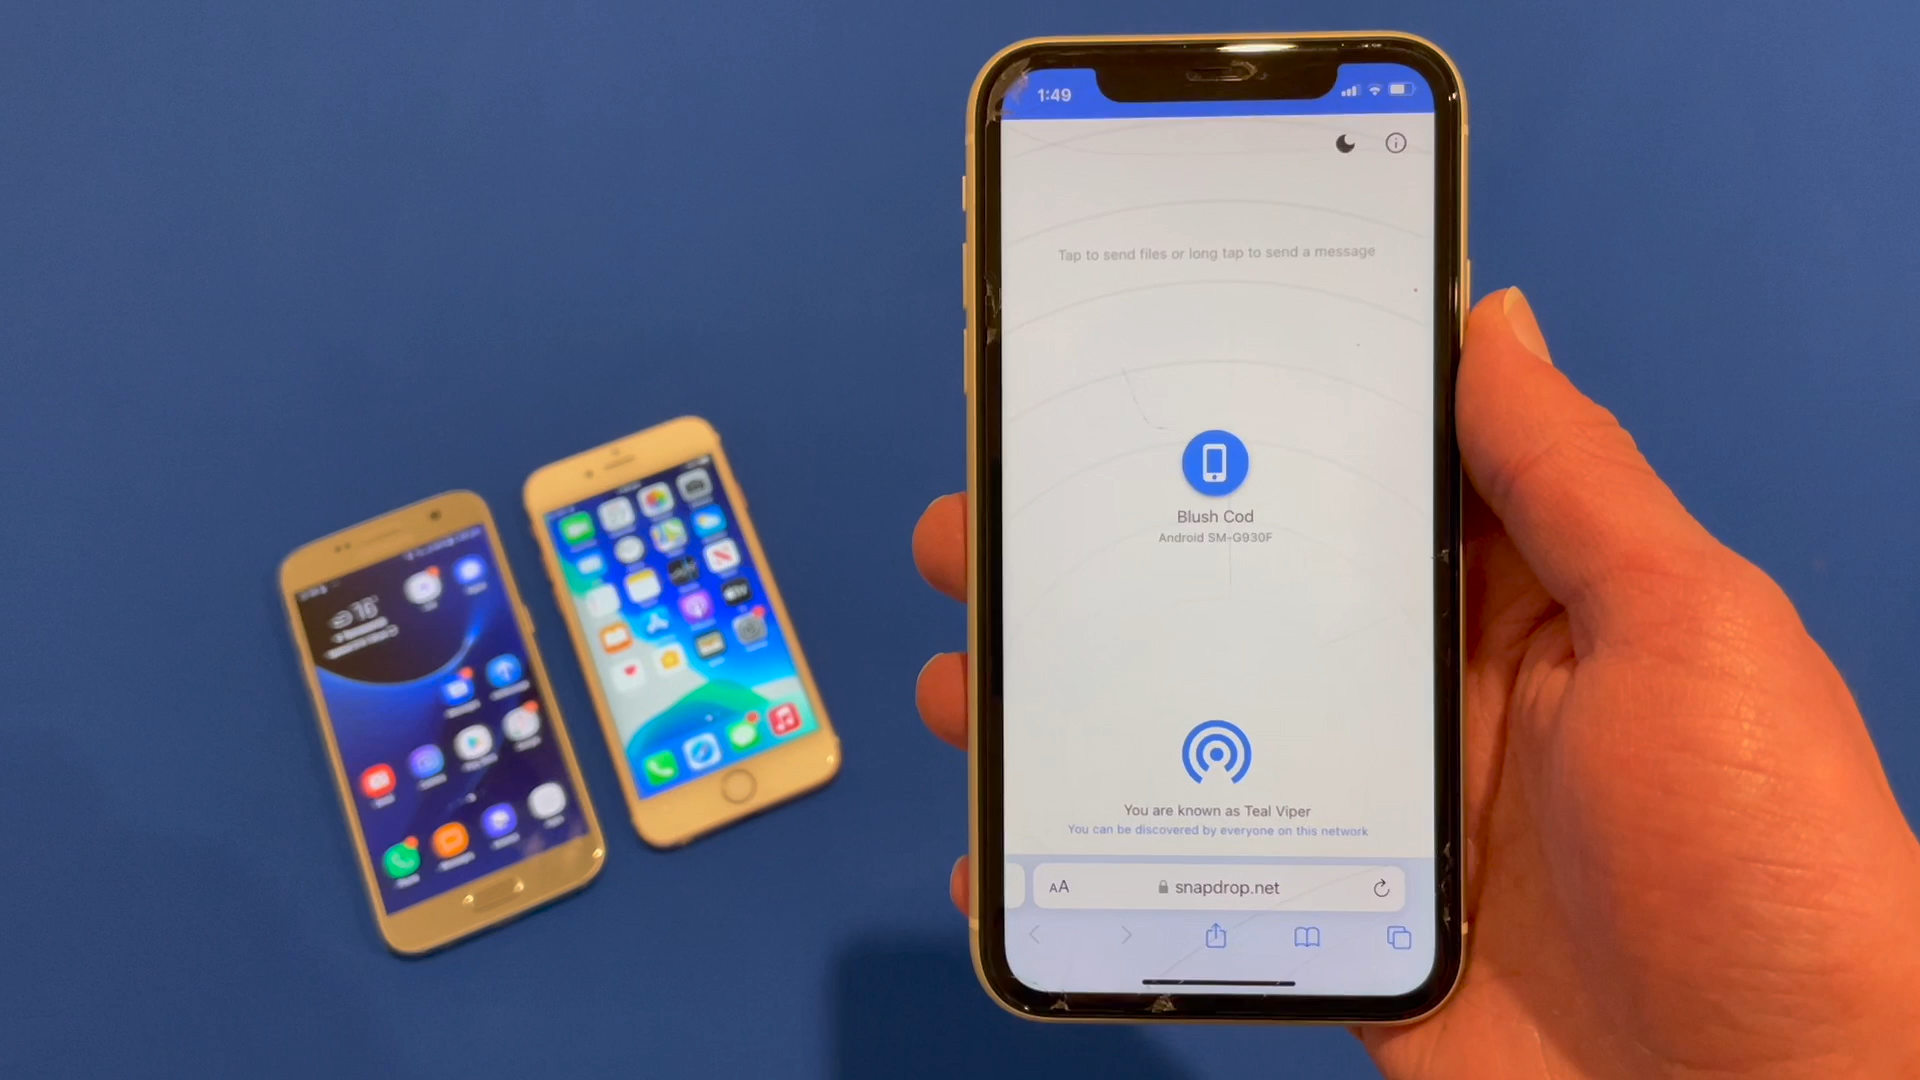 1:49
Tap to send files or long tap to send a message
Blush Cod
Android SM-G930F
You are known as Teal Viper
You can be discovered by everyone on this network
AA
snapdrop.net